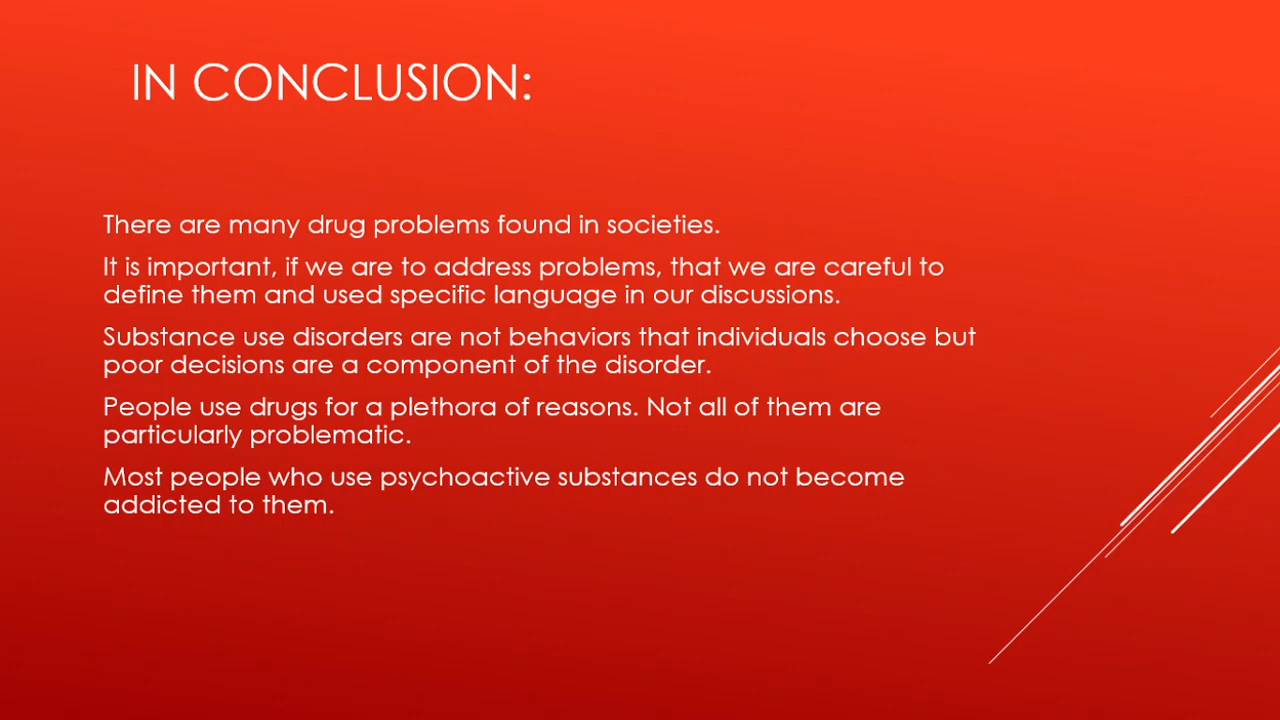 IN CONCLUSION:
There are many drug problems found in societies.
It is important, if we are to address problems, that we are careful to
define them and used specific language in our discussions.
Substance use disorders are not behaviors that individuals choose but
poor decisions are a component of the disorder.
People use drugs for a plethora of reasons. Not all of them are
particularly problematic.
Most people who use psychoactive substances do not become
addicted to them.